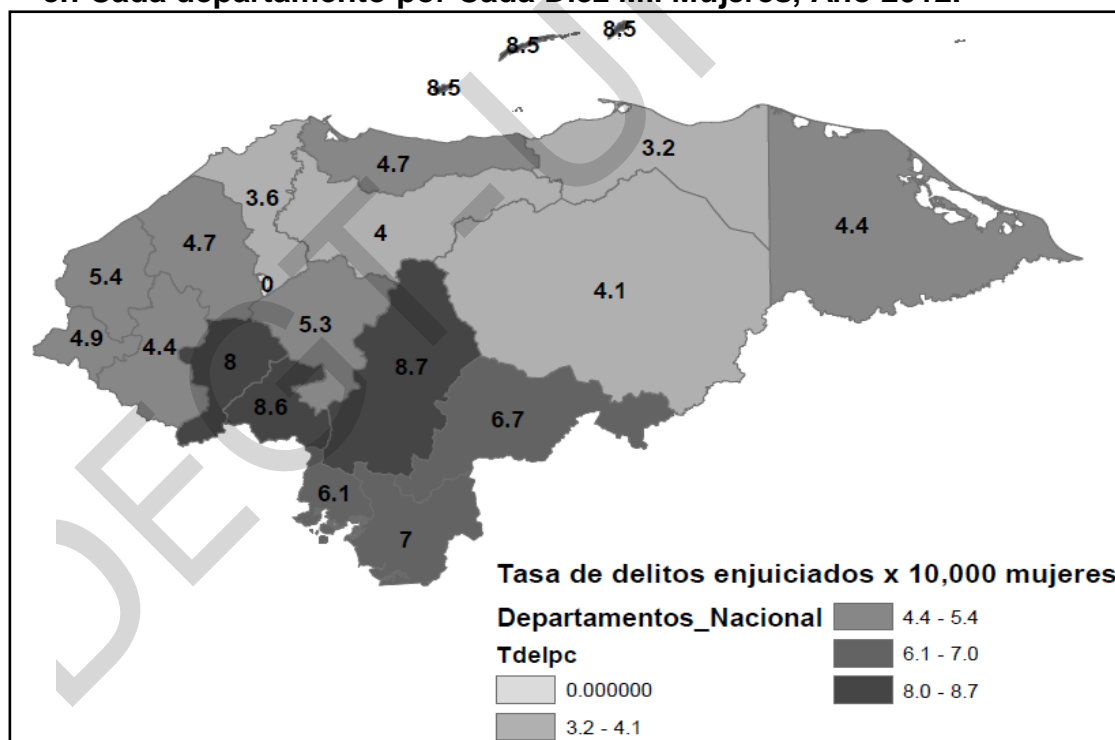 en Cada departamento por Cada Diez Mil Mujeres, Año 2012.
8.5
8.5
8.5
3.2
4.7
3.6
4
4.4
4.7
5.4
0
4.1
5.3
4.9
4.4
8
8.7
8.6
6.7
6.1
7
Tasa de delitos enjuiciados x 10,000 mujeres
Departamentos_Nacional
Tdelpc
0.000000
3.2 - 4.1
4.4 - 5.4
6.1 - 7.0
8.0 - 8.7